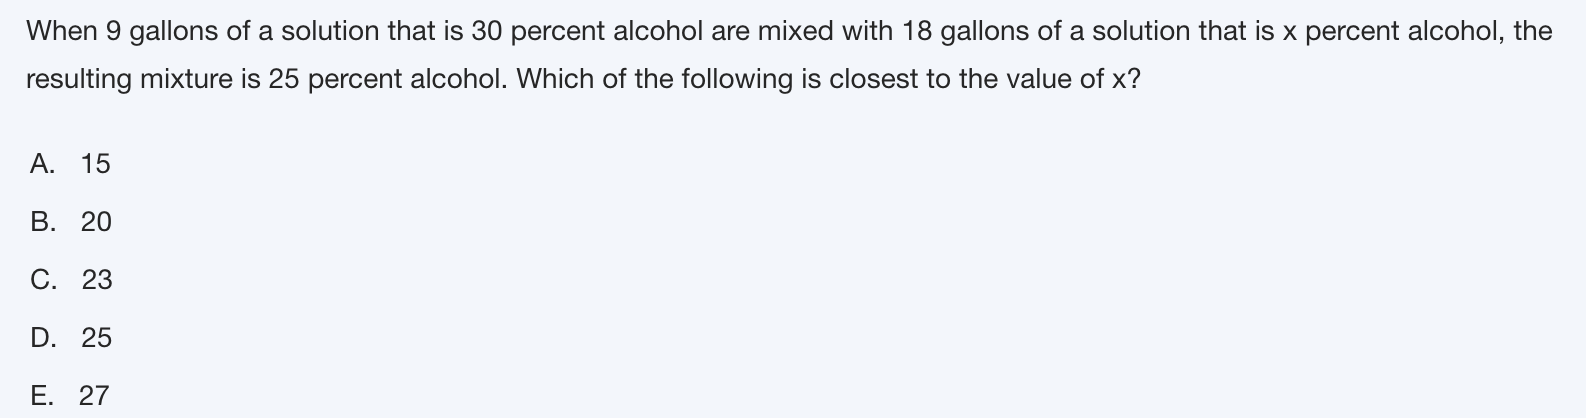 When 9 gallons of a solution that is 30 percent alcohol are mixed with 18 gallons of a solution that is x percent alcohol, the
resulting mixture is 25 percent alcohol. Which of the following is closest to the value of x?
A. 15
B. 20
C. 23
D. 25
E. 27